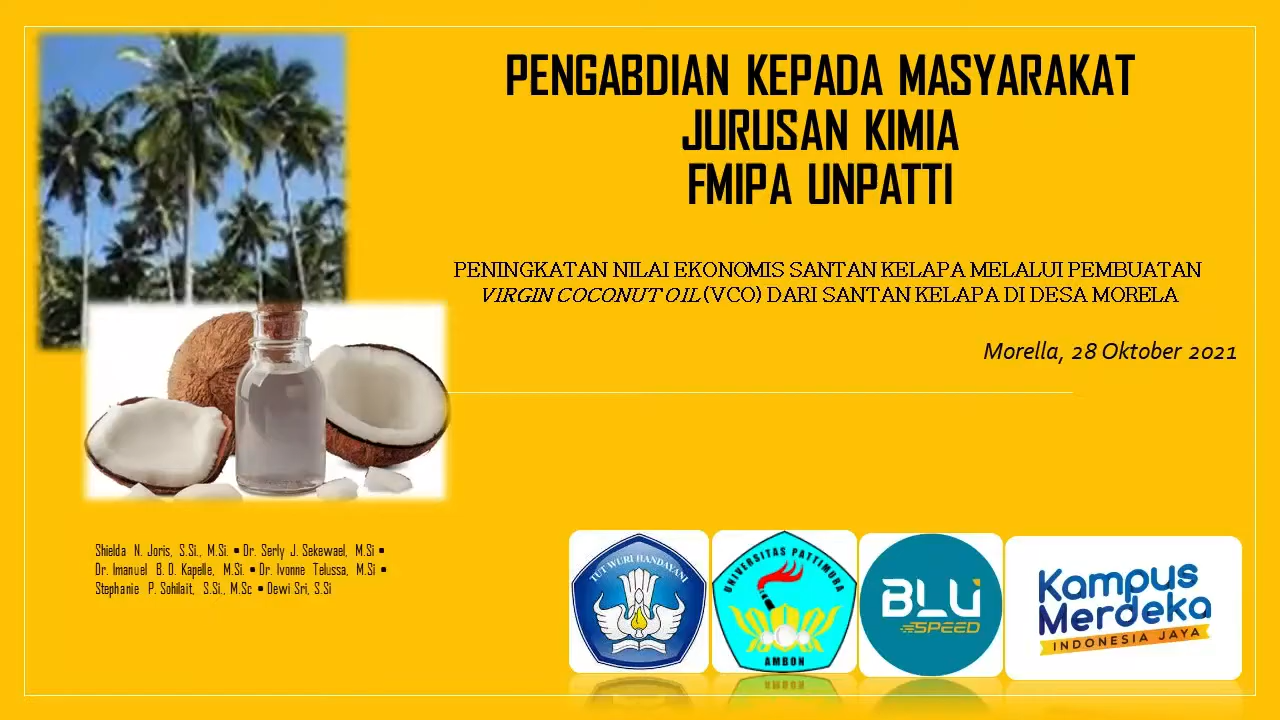 PENGABDIAN KEPADA MASYARAKAT
JURUSAN KIMIA
FMIPA UNPATTI
PENINGKATAN NILAI EKONOMIS SANTAN KELAPA MELALUI PEMBUATAN
VIRGIN COCONUT OIL (VCO) DARI SANTAN KELAPA DI DESA MORELA
Morella, 28 Oktober 2021
Shielda N. Joris, S.Si., M.Si. • Dr. Serly J. Sekewael, M.Si •
Dr. Imanuel B. D. Kapelle, M.Si. • Dr. Ivonne Telussa, M.Si •
Stephanie P. Sohilait, S.Si., M.Sc • Dewi Sri, S.Si
TUT WURI HANDAYANI
UNIVERSITAS PATTIMURA
AMBON
BLU
SPEED
Kampus
Merdeka
INDONESIA JAYA